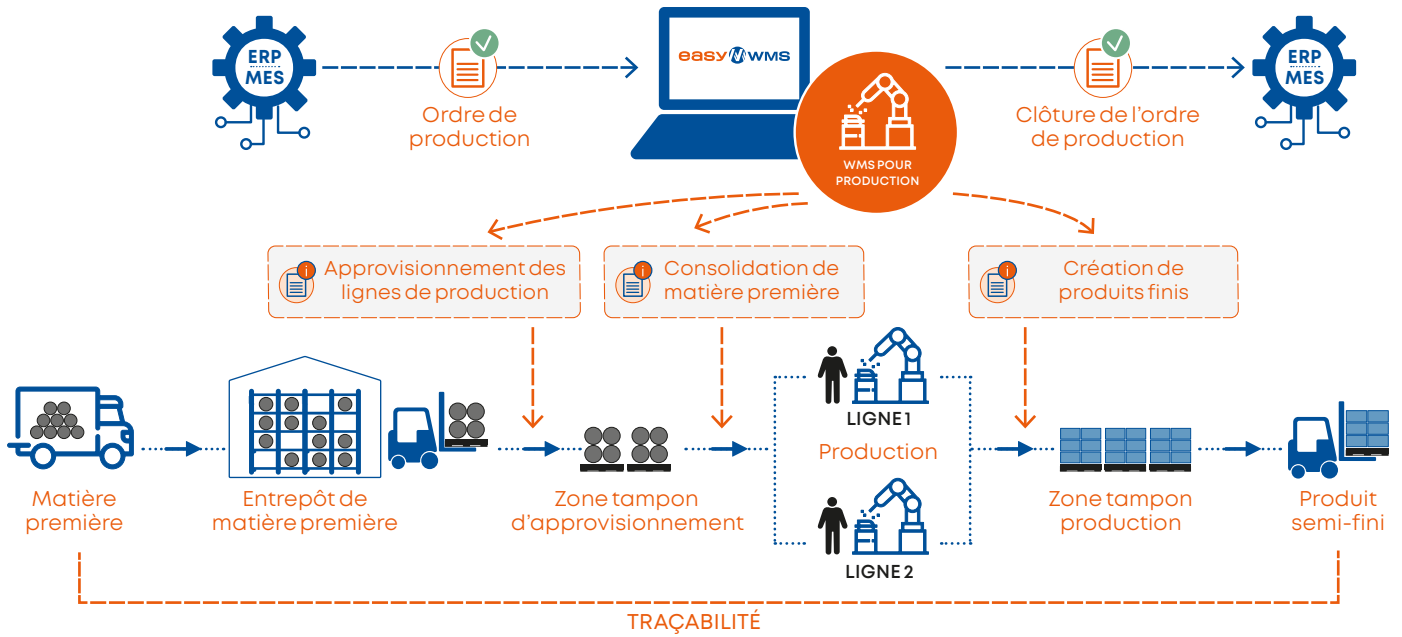 ERP
MES
Ordre de
production
easy WMS
WMS POUR
PRODUCTION
Clôture de l'ordre
de production
ERP
MES
Approvisionnement des
lignes de production
Consolidation de
matière première
Création de
produits finis
Matière
première
Entrepôt de
matière première
Zone tampon
d'approvisionnement
LIGNE 1
Production
LIGNE 2
Zone tampon
production
Produit
semi-fini
TRAÇABILITÉ